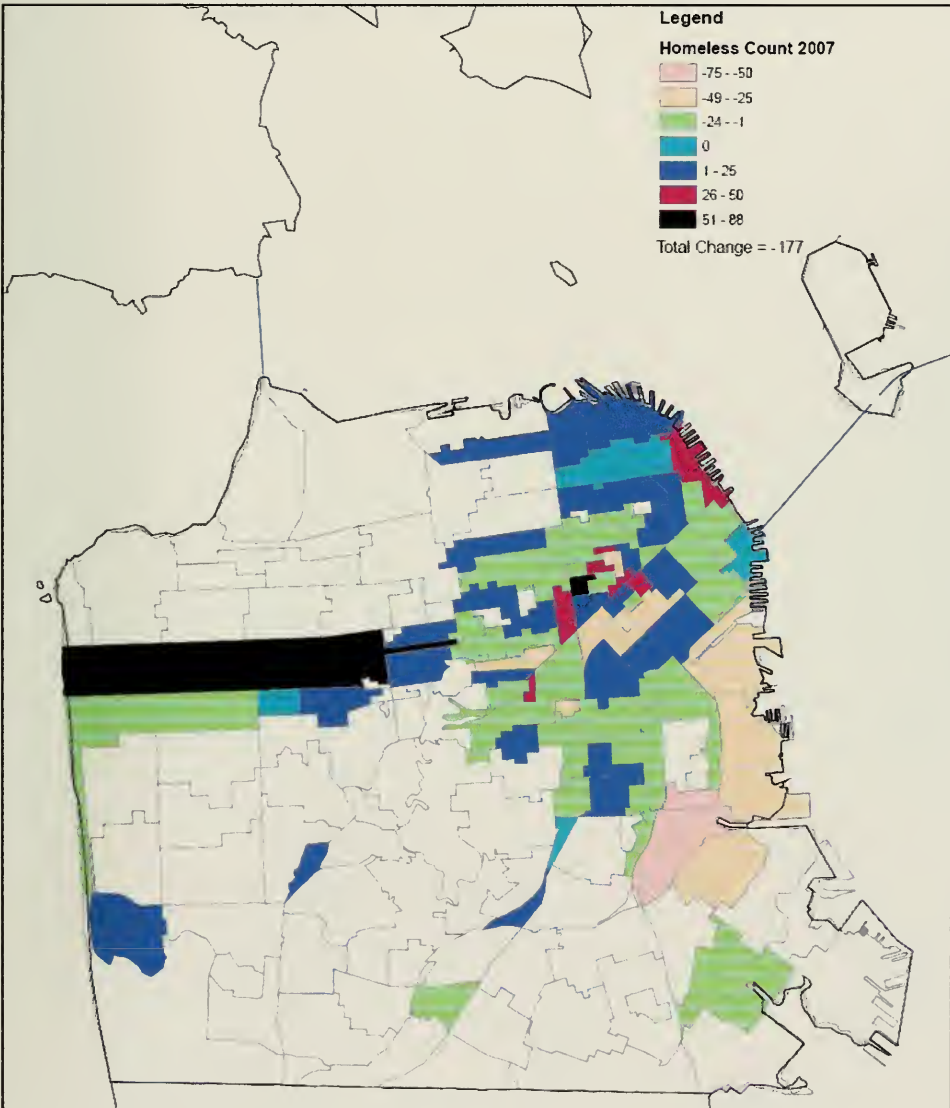 Legend
Homeless Count 2007
-75 - -50
-49 - -25
-24 - -1
0
1 - 25
26 - 50
51 - 88
Total Change = -177